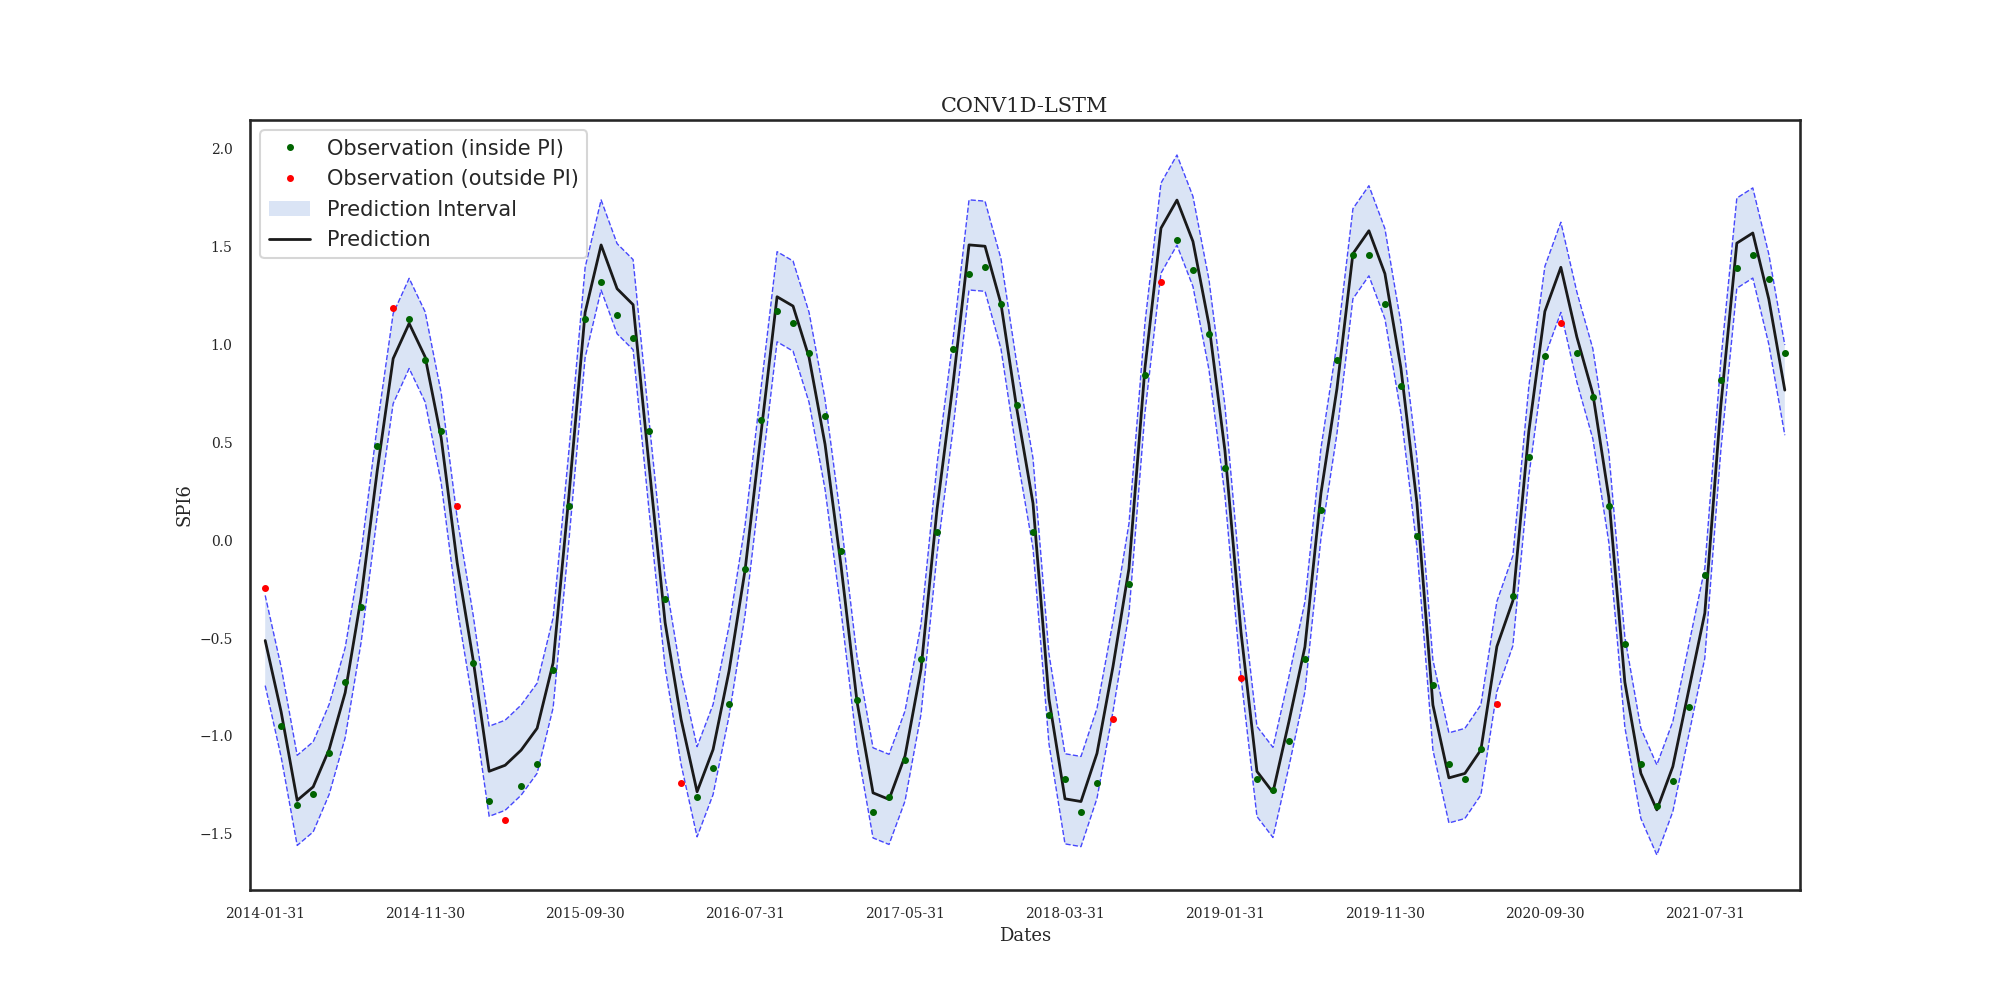 CONV1D-LSTM
Observation (inside PI)
Observation (outside PI)
Prediction Interval
Prediction
2.0
1.5
1.0
0.5
0.0
−0.5
−1.0
−1.5
SPI6
2014-01-31 2014-11-30 2015-09-30 2016-07-31 2017-05-31 2018-03-31 2019-01-31 2019-11-30 2020-09-30 2021-07-31
Dates